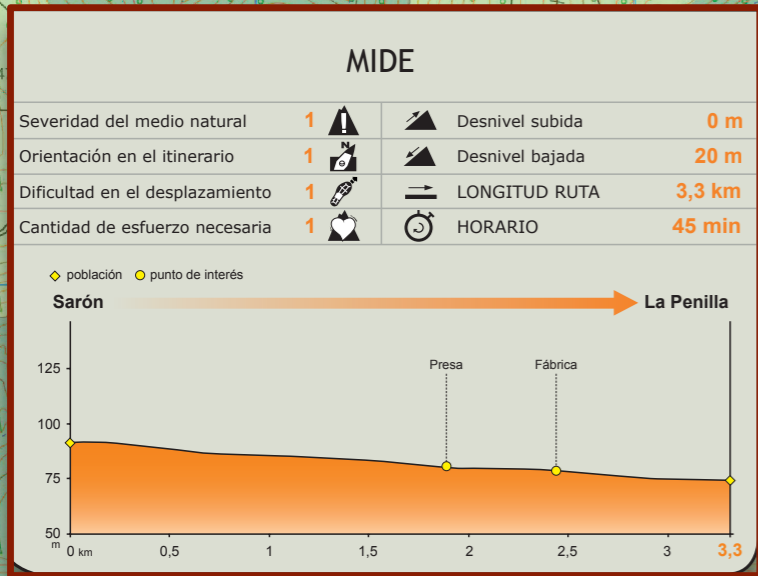 MIDE
Severidad del medio natural 1
Orientación en el itinerario 1
N
Dificultad en el desplazamiento 1
Cantidad de esfuerzo necesaria 1
Desnivel subida 0 m
Desnivel bajada 20 m
LONGITUD RUTA 3,3 km
HORARIO 45 min
población punto de interés
Sarón La Penilla
Presa Fábrica
125
100
75
50
m 0 km 0,5 1 1,5 2 2,5 3 3,3